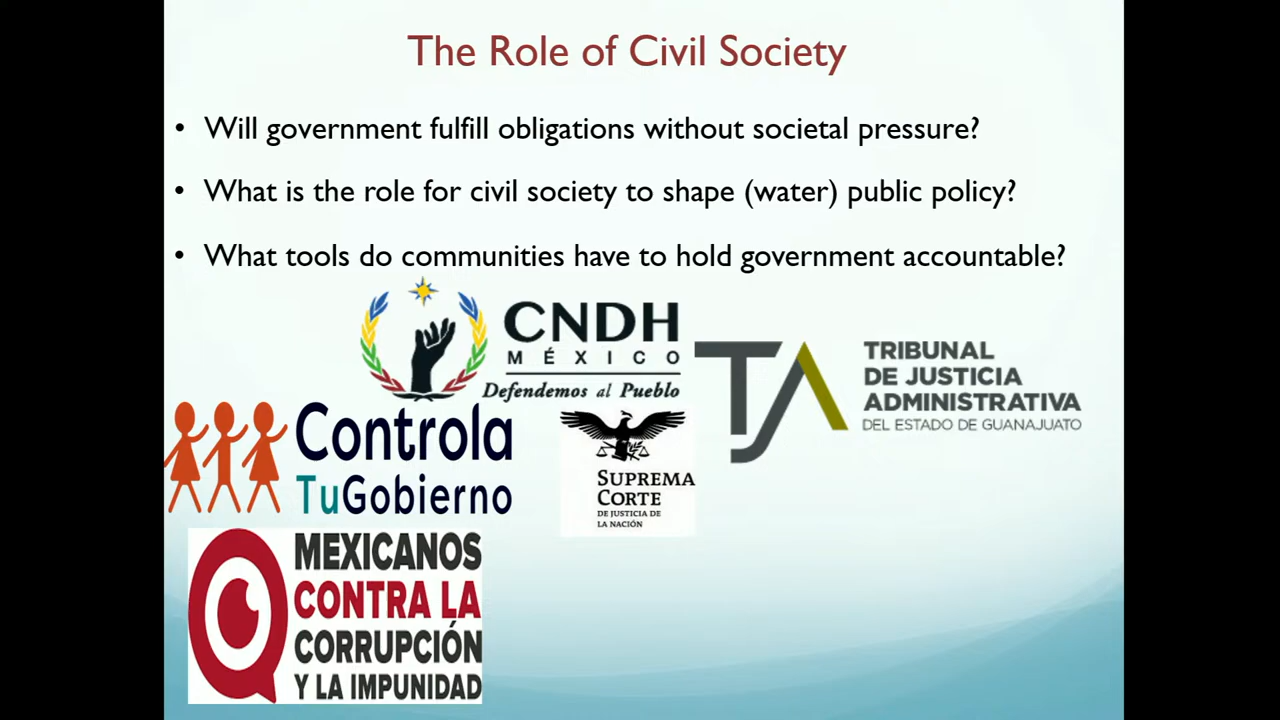 The Role of Civil Society
• Will government fulfill obligations without societal pressure?
• What is the role for civil society to shape (water) public policy?
• What tools do communities have to hold government accountable?
CNDH
MÉXICO
Defendemos al Pueblo
TJA
TRIBUNAL
DE JUSTICIA
ADMINISTRATIVA
DEL ESTADO DE GUANAJUATO
Controla
TuGobierno
SUPREMA
CORTE
DE JUSTICIA DE
LA NACIÓN
MEXICANOS
CONTRA LA
CORRUPCIÓN
Y LA IMPUNIDAD